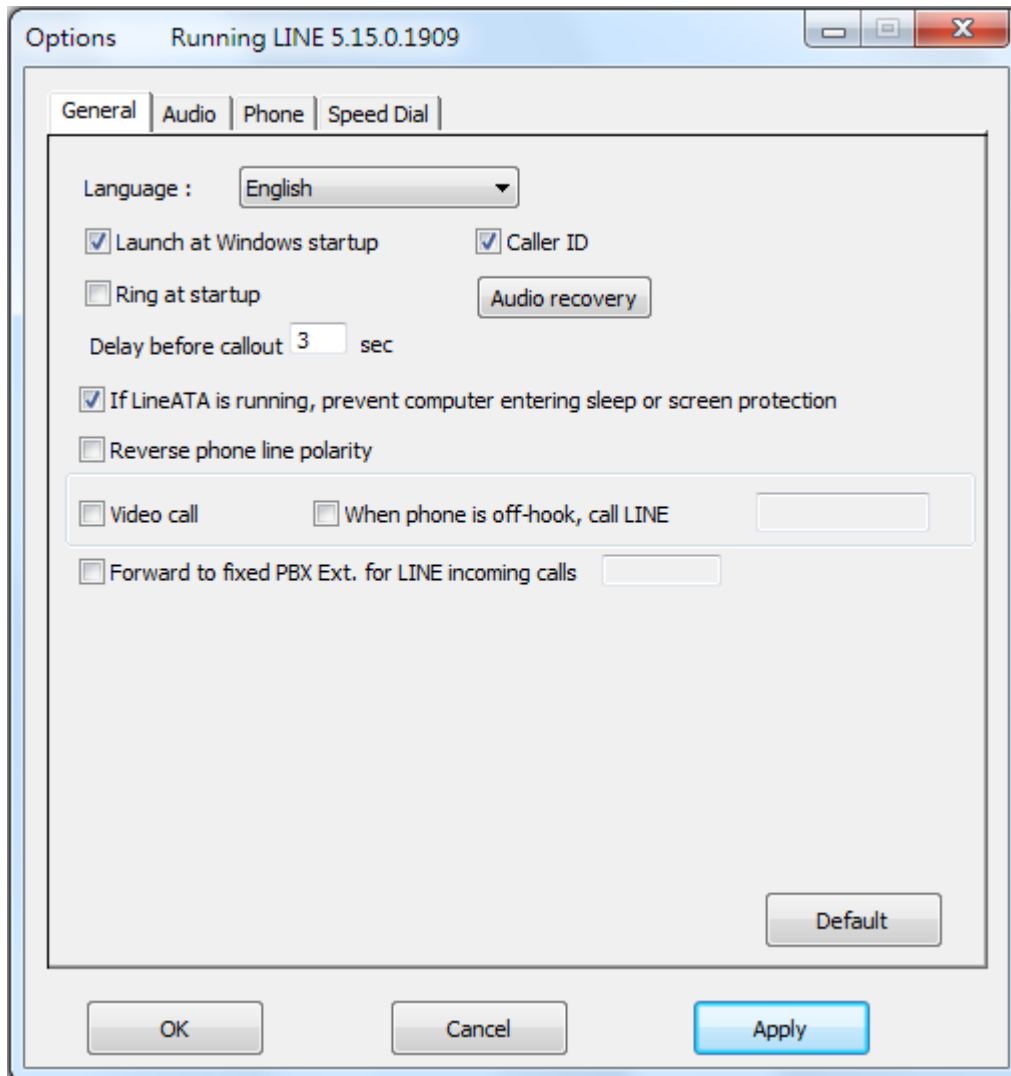 Options Running LINE 5.15.0.1909
General Audio Phone Speed Dial
Language : English
Launch at Windows startup Caller ID
Ring at startup Audio recovery
Delay before callout 3 sec
If LineATA is running, prevent computer entering sleep or screen protection
Reverse phone line polarity
Video call When phone is off-hook, call LINE
Forward to fixed PBX Ext. for LINE incoming calls
Default
OK Cancel Apply